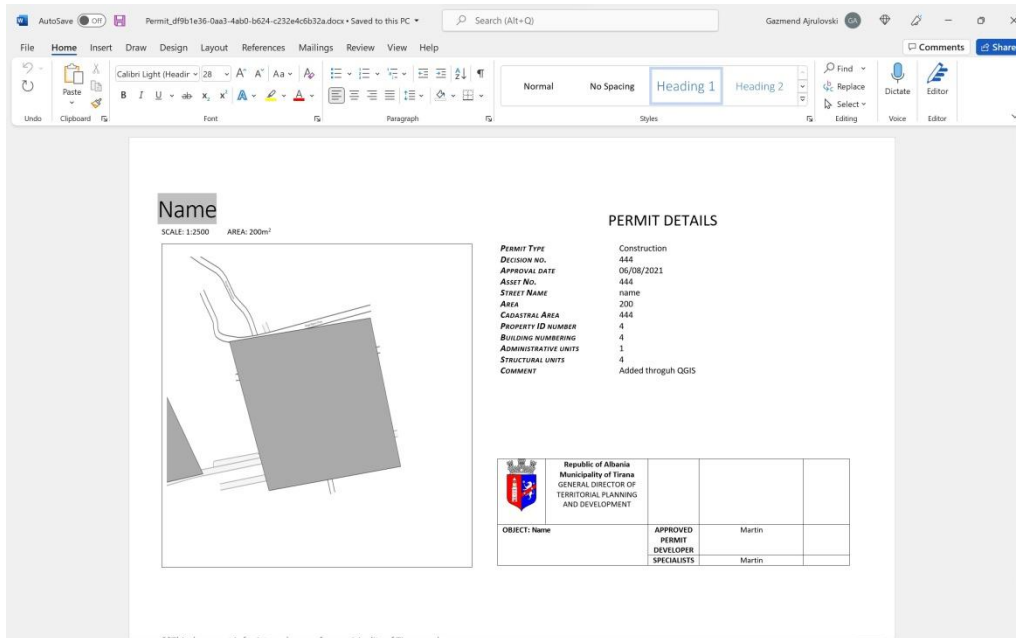 AutoSave Off Permit_df9b1e36-0aa3-4ab0-b624-c232e4c6b32a.docx • Saved to this PC Search (Alt+Q) Gazmend Ajrulovski GA
File Home Insert Draw Design Layout References Mailings Review View Help Comments Share
Calibri Light (Headir 28 A A Aa A
Paste
B I U ab x₂ x² A A
Normal No Spacing Heading 1 Heading 2
Find
Replace
Select
Dictate Editor
Undo Clipboard Font Paragraph Styles Editing Voice Editor
Name
SCALE: 1:2500 AREA: 200m²
PERMIT DETAILS
PERMIT TYPE Construction
DECISION NO. 444
APPROVAL DATE 06/08/2021
ASSET NO. 444
STREET NAME name
AREA 200
CADASTRAL AREA 444
PROPERTY ID NUMBER 4
BUILDING NUMBERING 4
ADMINISTRATIVE UNITS 1
STRUCTURAL UNITS 4
COMMENT Added throguh QGIS
Republic of Albania
Municipality of Tirana
GENERAL DIRECTOR OF
TERRITORIAL PLANNING
AND DEVELOPMENT
OBJECT: Name
APPROVED PERMIT DEVELOPER Martin
SPECIALISTS Martin